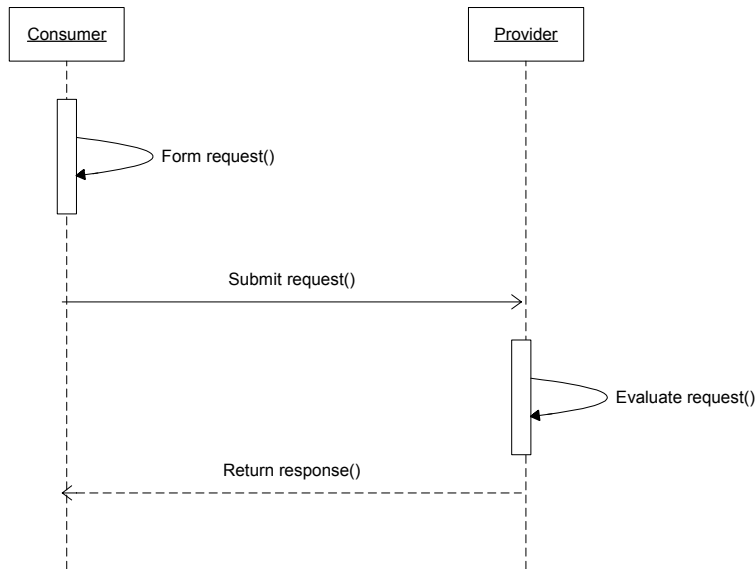 Consumer
Provider
Form request()
Submit request()
Evaluate request()
Return response()